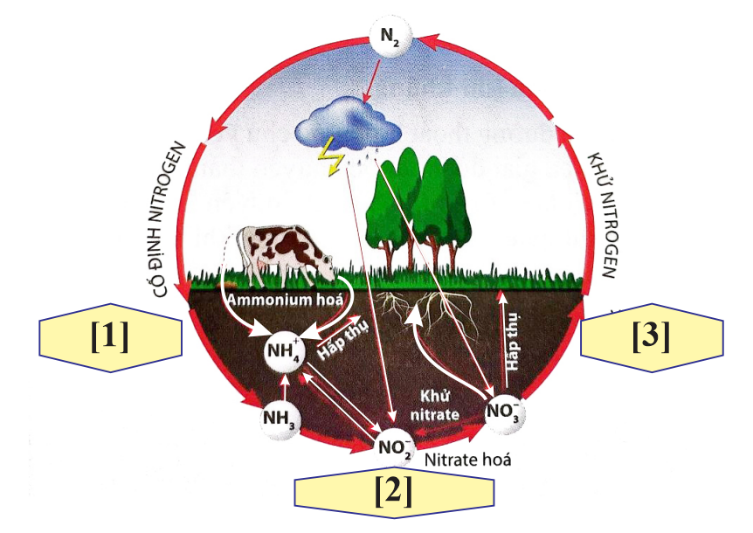 N₂
CỐ ĐỊNH NITROGEN
KHỬ NITROGEN
Ammonium hoá
[1]
[3]
NH₄⁺
Hấp thụ
Hấp thụ
Khử
nitrate
NH₃
NO₃⁻
NO₂⁻
Nitrate hoá
[2]